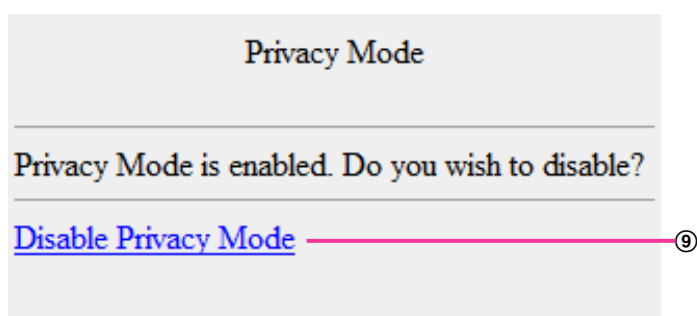 Privacy Mode
Privacy Mode is enabled. Do you wish to disable?
Disable Privacy Mode ⑨